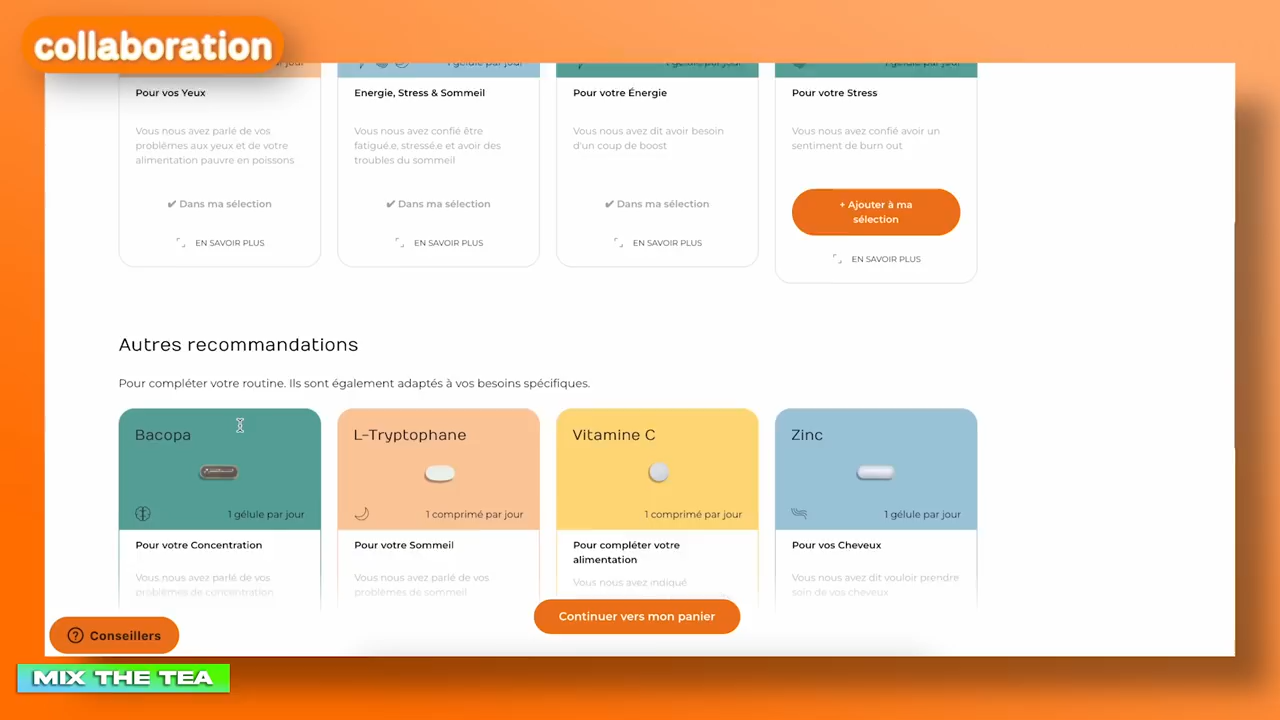 collaboration
jour
1 gélule par jour
1 gélule par jour
1 gélule par jour
Pour vos Yeux
Energie, Stress & Sommeil
Pour votre Énergie
Pour votre Stress
Vous nous avez parlé de vos
problèmes aux yeux et de votre
alimentation pauvre en poissons
Vous nous avez confié être
fatigué.e, stressé.e et avoir des
troubles du sommeil
Vous nous avez dit avoir besoin
d'un coup de boost
Vous nous avez confié avoir un
sentiment de burn out
✔ Dans ma sélection
✔ Dans ma sélection
✔ Dans ma sélection
+ Ajouter à ma
sélection
EN SAVOIR PLUS
EN SAVOIR PLUS
EN SAVOIR PLUS
EN SAVOIR PLUS
Autres recommandations
Pour compléter votre routine. Ils sont également adaptés à vos besoins spécifiques.
Bacopa
1 gélule par jour
Pour votre Concentration
Vous nous avez parlé de vos
problèmes de concentration
L-Tryptophane
1 comprimé par jour
Pour votre Sommeil
Vous nous avez parlé de vos
problèmes de sommeil
Vitamine C
1 comprimé par jour
Pour compléter votre
alimentation
Vous nous avez indiqué
Zinc
1 gélule par jour
Pour vos Cheveux
Vous nous avez dit vouloir prendre
soin de vos cheveux
Continuer vers mon panier
Conseillers
MIX THE TEA